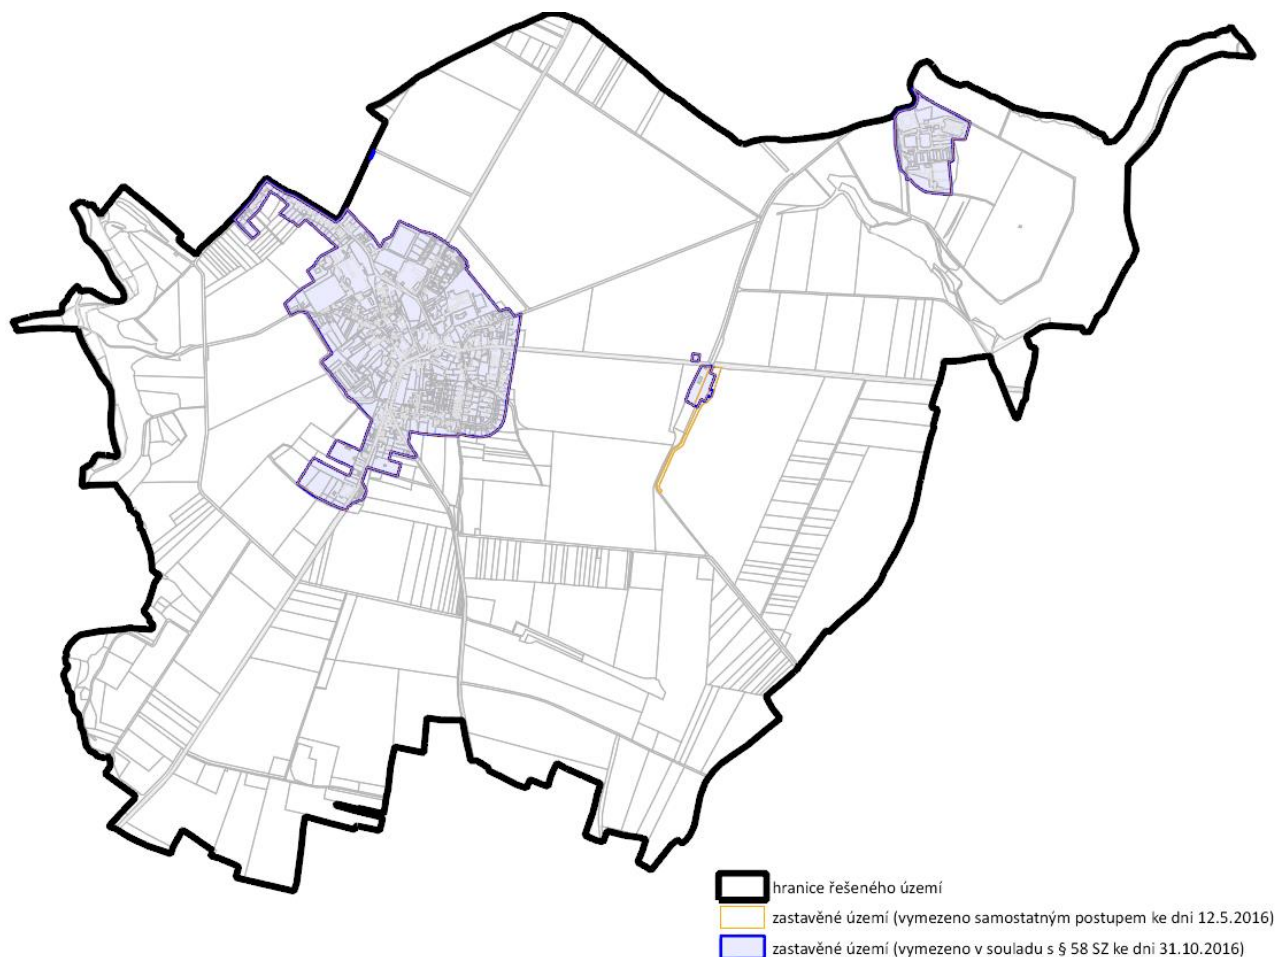 hranice řešeného území
zastavěné území (vymezeno samostatným postupem ke dni 12.5.2016)
zastavěné území (vymezeno v souladu s § 58 SZ ke dni 31.10.2016)